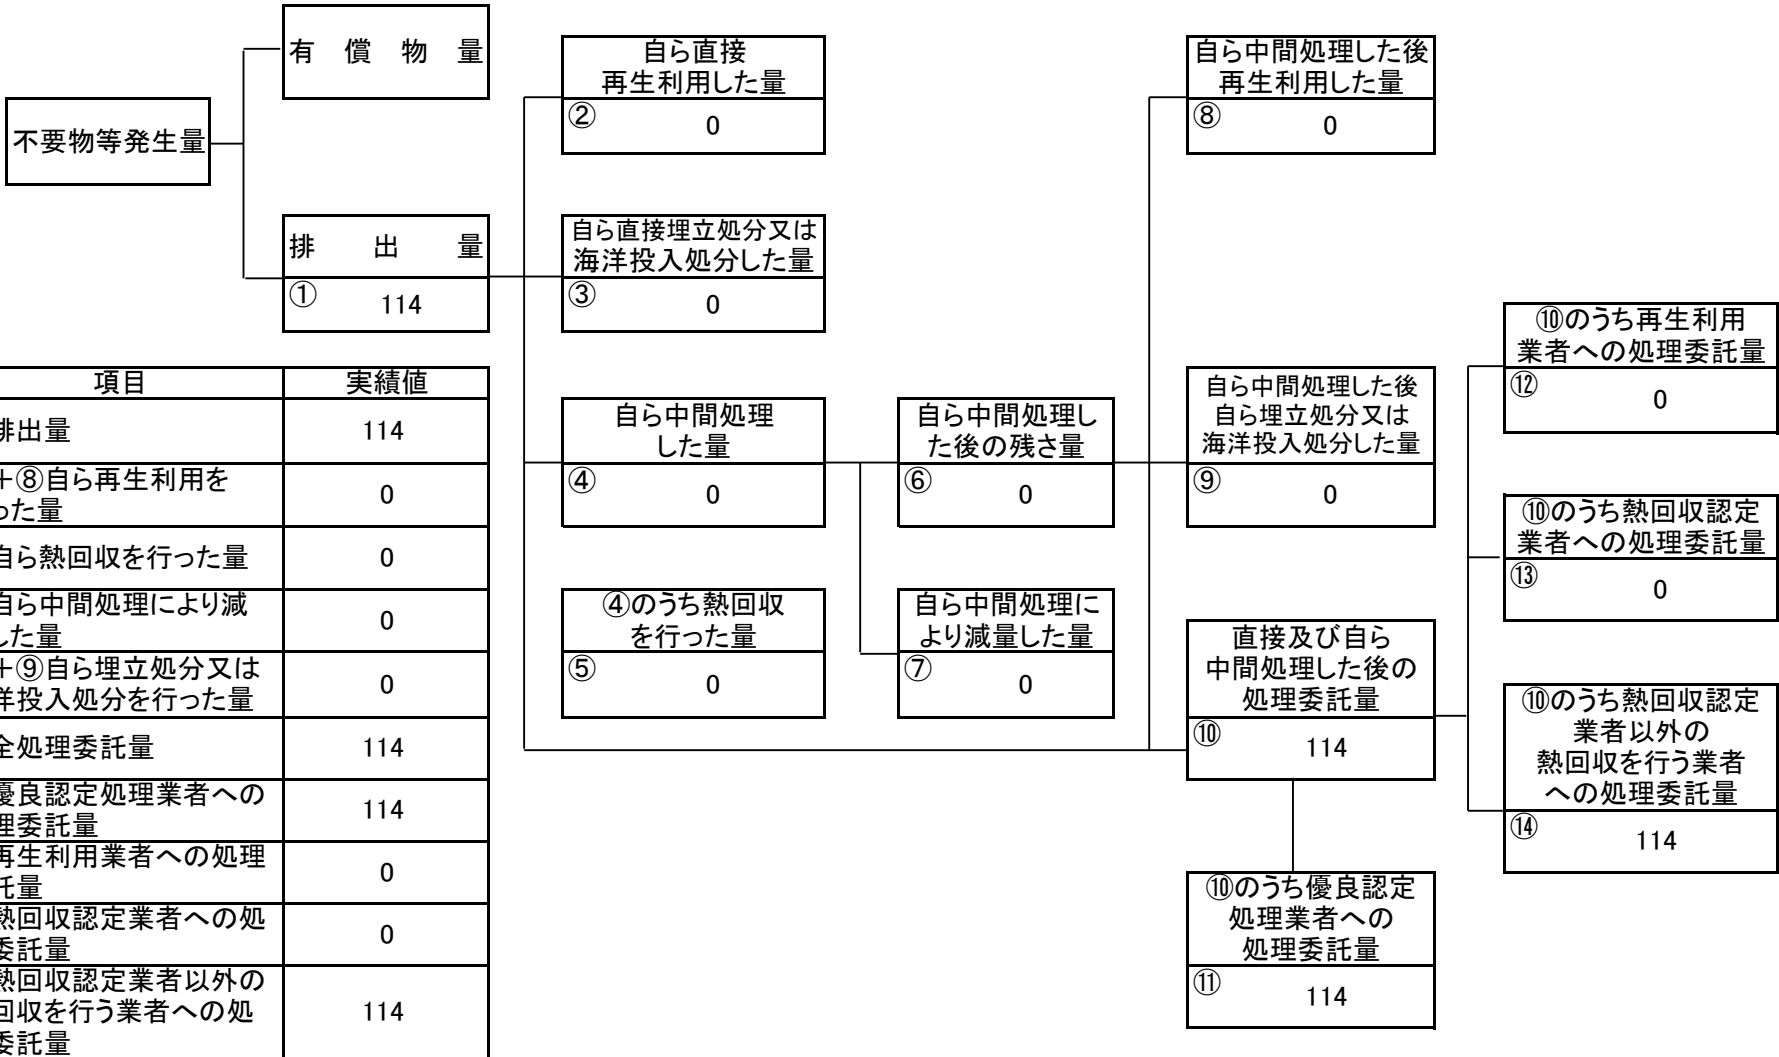 有償物量
不要物等発生量
排出量
① 114
自ら直接
再生利用した量
② 0
自ら直接埋立処分又は
海洋投入処分した量
③ 0
自ら中間処理
した量
④ 0
④のうち熱回収
を行った量
⑤ 0
自ら中間処理し
た後の残さ量
⑥ 0
自ら中間処理に
より減量した量
⑦ 0
自ら中間処理した後
再生利用した量
⑧ 0
自ら中間処理した後
自ら埋立処分又は
海洋投入処分した量
⑨ 0
直接及び自ら
中間処理した後の
処理委託量
⑩ 114
⑩のうち優良認定
処理業者への
処理委託量
⑪ 114
⑩のうち再生利用
業者への処理委託量
⑫ 0
⑩のうち熱回収認定
業者への処理委託量
⑬ 0
⑩のうち熱回収認定
業者以外の
熱回収を行う業者
への処理委託量
⑭ 114
項目 実績値
排出量 114
+⑧自ら再生利用を
った量 0
自ら熱回収を行った量 0
自ら中間処理により減
した量 0
+⑨自ら埋立処分又は
洋投入処分を行った量 0
全処理委託量 114
優良認定処理業者への
理委託量 114
再生利用業者への処理
託量 0
熱回収認定業者への処
委託量 0
熱回収認定業者以外の
回収を行う業者への処
委託量 114